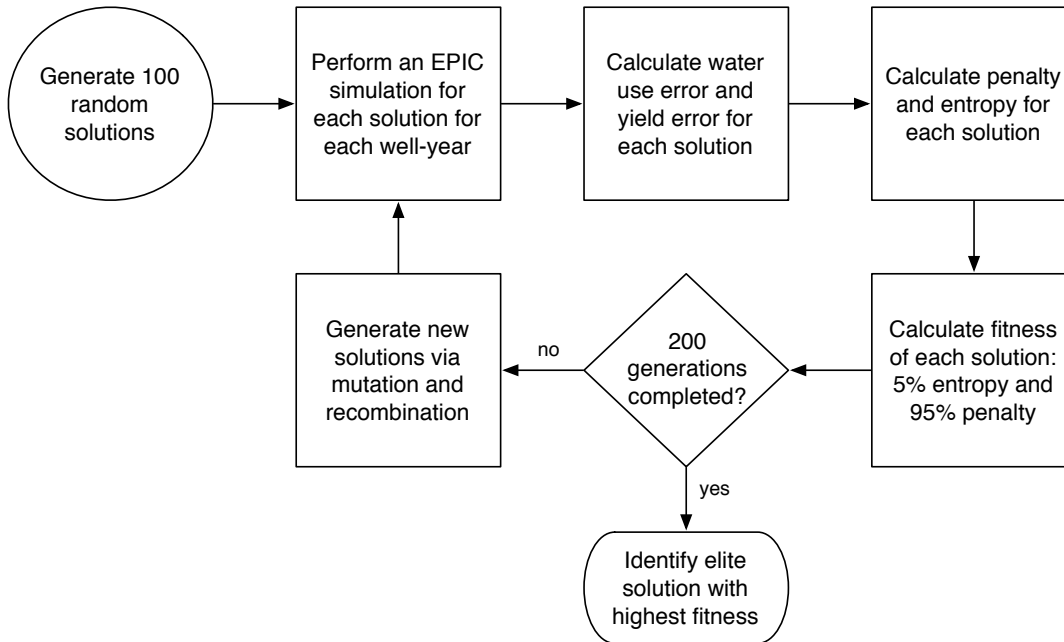 Generate 100
random
solutions
Perform an EPIC
simulation for
each solution for
each well-year
Calculate water
use error and
yield error for
each solution
Calculate penalty
and entropy for
each solution
Calculate fitness
of each solution:
5% entropy and
95% penalty
200
generations
completed?
no
Generate new
solutions via
mutation and
recombination
yes
Identify elite
solution with
highest fitness